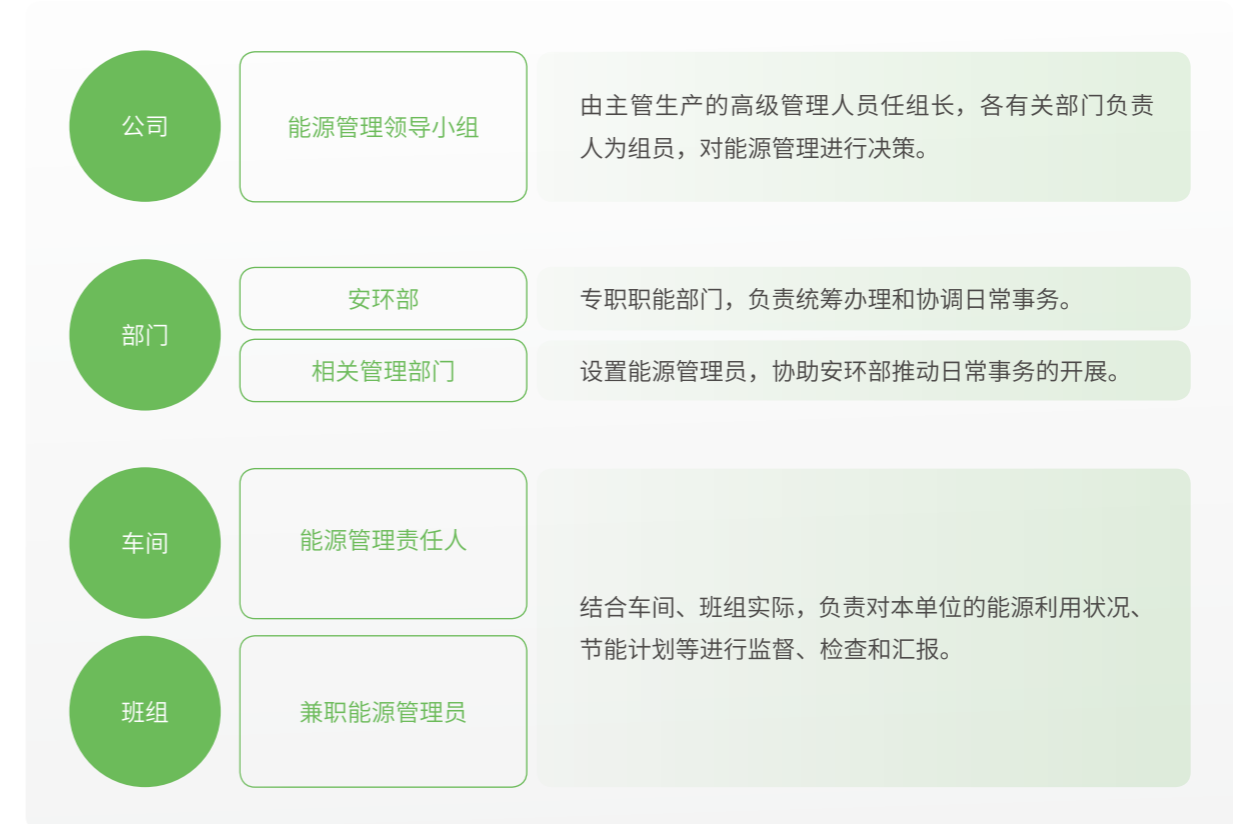 公司
能源管理领导小组
由主管生产的高级管理人员任组长，各有关部门负责
人为组员，对能源管理进行决策。
部门
安环部
专职职能部门，负责统筹办理和协调日常事务。
相关管理部门
设置能源管理员，协助安环部推动日常事务的开展。
车间
能源管理责任人
班组
兼职能源管理员
结合车间、班组实际，负责对本单位的能源利用状况、
节能计划等进行监督、检查和汇报。